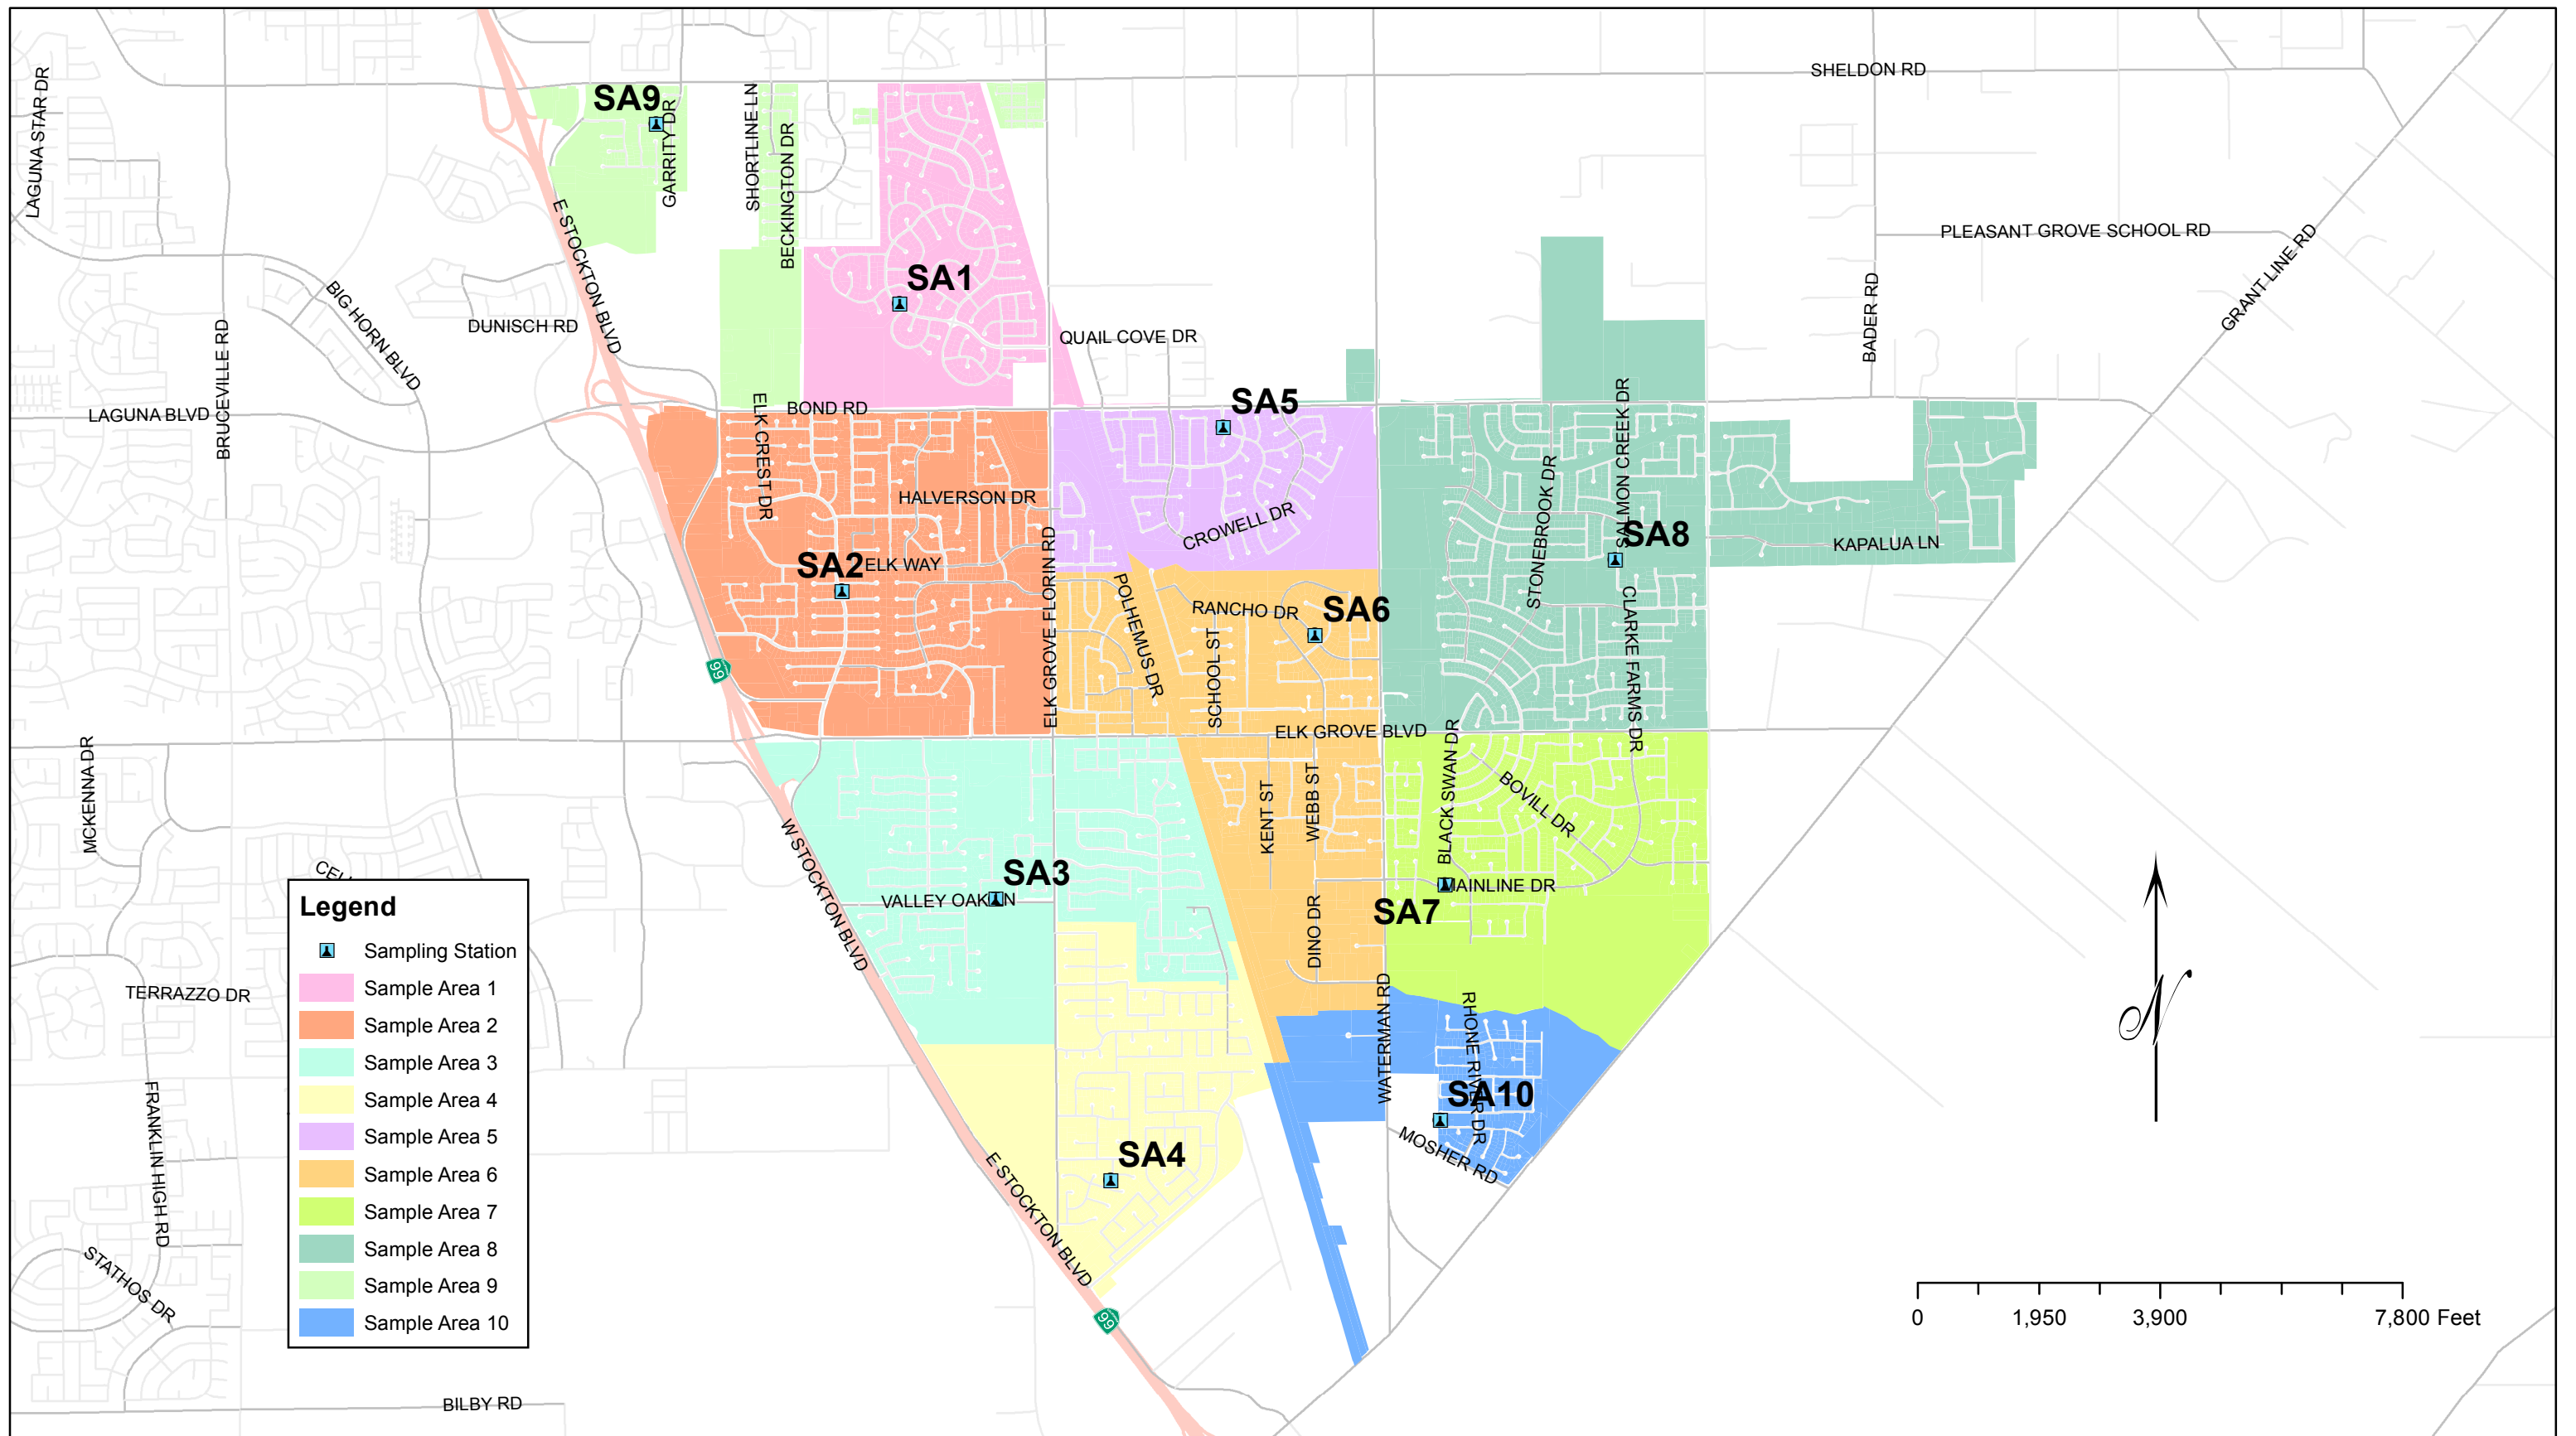 SHELDON RD
LAGUNA STAR DR
SA9
GARRITY DR
SHORTLINE LN
BECKINGTON DR
E STOCKTON BLVD
PLEASANT GROVE SCHOOL RD
GRANT LINE RD
BADER RD
SA1
BIG HORN BLVD
DUNISCH RD
BRUCEVILLE RD
QUAIL COVE DR
LAGUNA BLVD
BOND RD
ELK CREST DR
SA5
HALVERSON DR
CROWELL DR
STONEBROOK DR
SALMON CREEK DR
SA8
KAPALUA LN
SA2
ELK WAY
ELK GROVE FLORIN RD
POLHEMUS DR
RANCHO DR
SA6
SCHOOL ST
CLARKE FARMS DR
99
ELK GROVE BLVD
MCKENNA DR
BLACK SWAN DR
BOVILL DR
KENT ST
WEBB ST
W STOCKTON BLVD
SA3
VALLEY OAK LN
MAINLINE DR
SA7
DINO DR
WATERMAN RD
RHONE RIVER DR
SA10
MOSHER RD
SA4
E STOCKTON BLVD
99
TERRAZZO DR
FRANKLIN HIGH RD
STATHOS DR
BILBY RD
Legend
Sampling Station
Sample Area 1
Sample Area 2
Sample Area 3
Sample Area 4
Sample Area 5
Sample Area 6
Sample Area 7
Sample Area 8
Sample Area 9
Sample Area 10
N
0 1,950 3,900 7,800 Feet